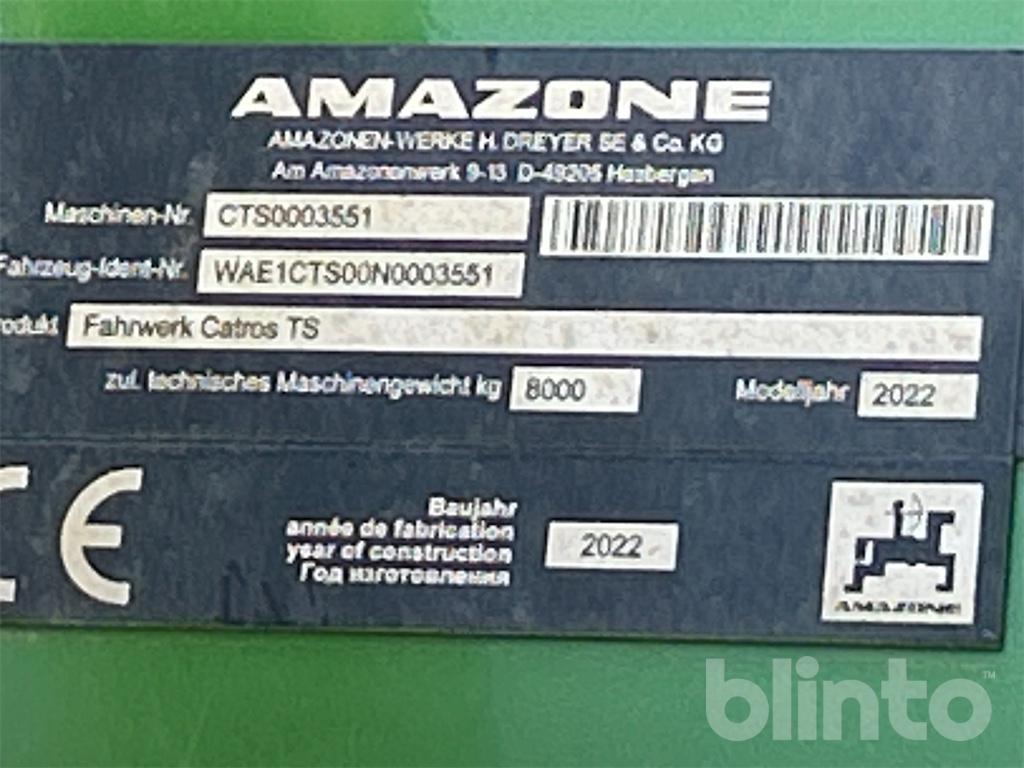 AMAZONE
AMAZONEN-WERKE H. DREYER SE & Co. KG
Am Amazonenwerk 9-13 D-49205 Hasbergen
Maschinen-Nr. CTS0003551
Fahrzeug-Ident-Nr. WAE1CTS00N0003551
rodukt Fahrwerk Catros TS
zul. technisches Maschinengewicht kg 8000 Modelljahr 2022
CE
Baujahr
année de fabrication
year of construction 2022
Год изготовления
AMAZONE
blinto™